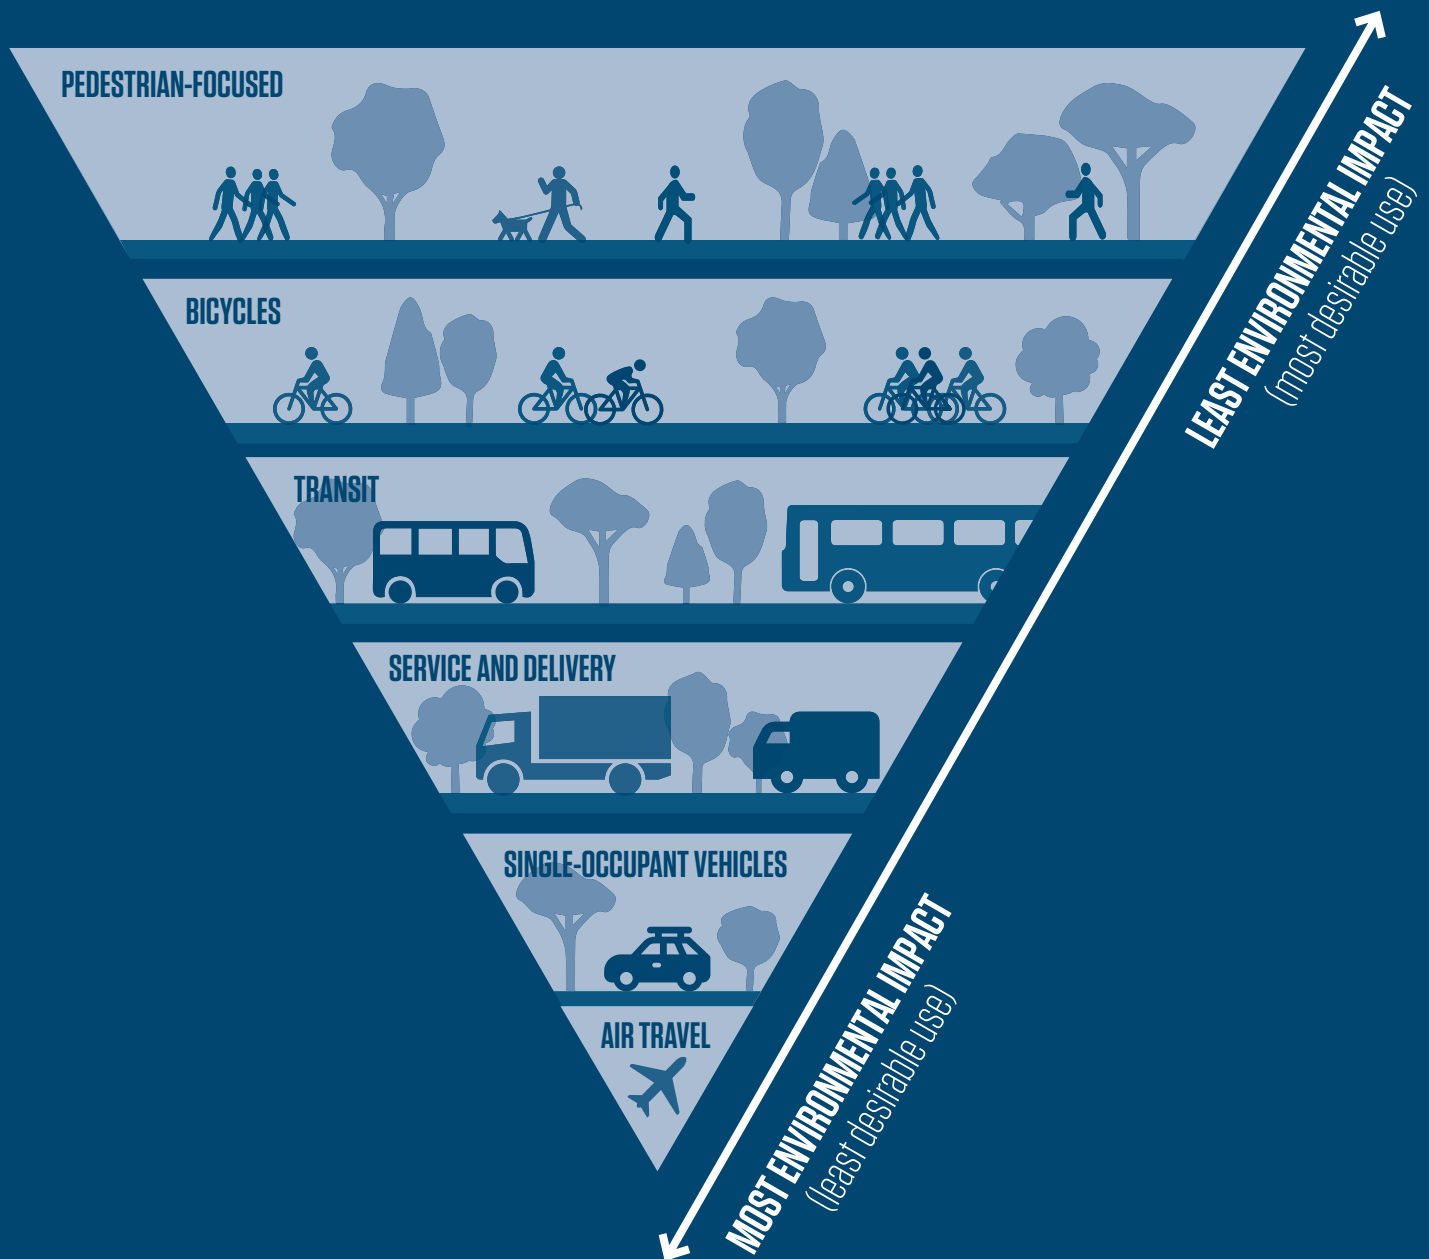 PEDESTRIAN-FOCUSED
BICYCLES
TRANSIT
SERVICE AND DELIVERY
SINGLE-OCCUPANT VEHICLES
AIR TRAVEL
LEAST ENVIRONMENTAL IMPACT
(most desirable use)
MOST ENVIRONMENTAL IMPACT
(least desirable use)